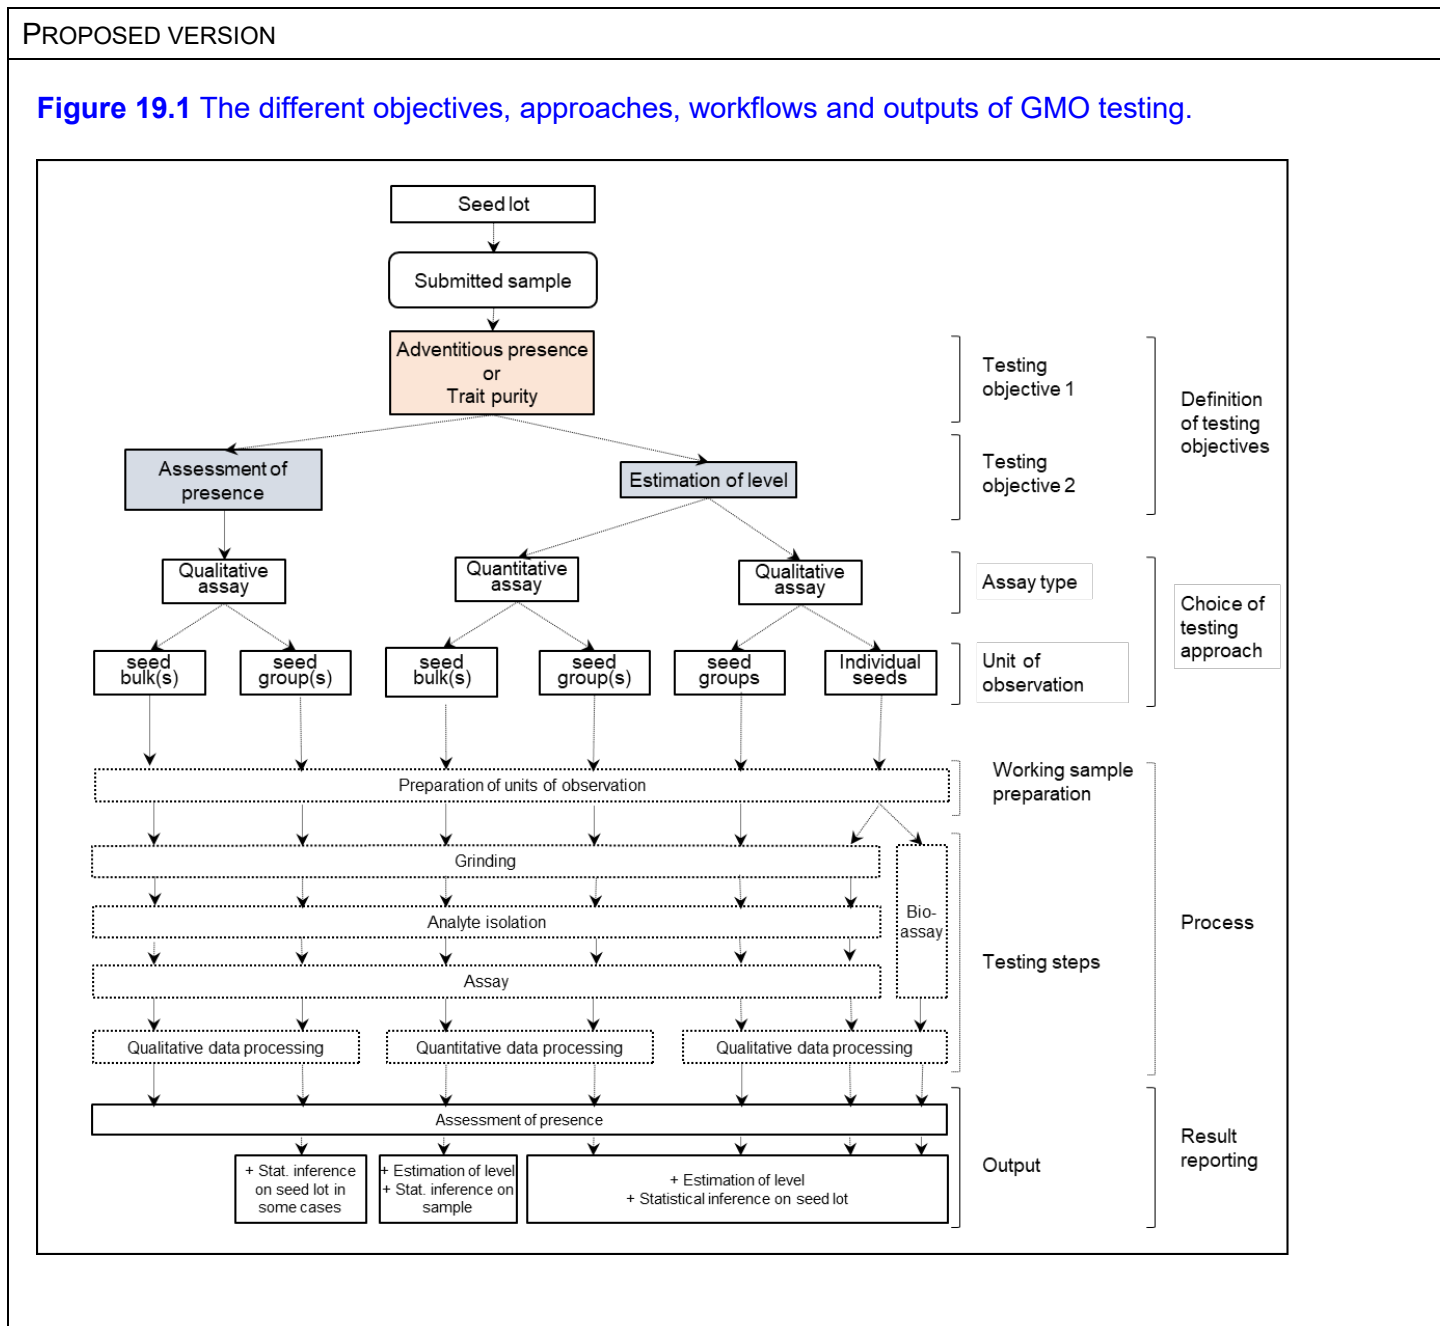 PROPOSED VERSION
Figure 19.1 The different objectives, approaches, workflows and outputs of GMO testing.
Seed lot
Submitted sample
Adventitious presence
or
Trait purity
Testing
objective 1
Definition
of testing
objectives
Assessment of
presence
Estimation of level
Testing
objective 2
Qualitative
assay
Quantitative
assay
Qualitative
assay
Assay type
Choice of
testing
approach
seed
bulk(s)
seed
group(s)
seed
bulk(s)
seed
group(s)
seed
groups
Individual
seeds
Unit of
observation
Preparation of units of observation
Working sample
preparation
Grinding
Analyte isolation
Bio-
assay
Assay
Testing steps
Process
Qualitative data processing
Quantitative data processing
Qualitative data processing
Assessment of presence
+ Stat. inference
on seed lot in
some cases
+ Estimation of level
+ Stat. inference on
sample
+ Estimation of level
+ Statistical inference on seed lot
Output
Result
reporting